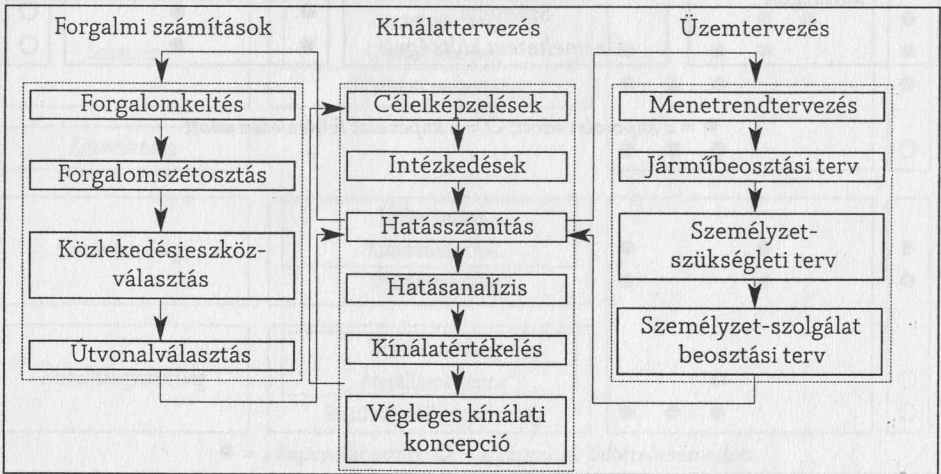 Forgalmi számítások
Forgalomkeltés
Forgalomszétosztás
Közlekedésieszköz-
választás
Útvonalválasztás
Kínálattervezés
Célelképzelések
Intézkedések
Hatásszámítás
Hatásanalízis
Kínálatértékelés
Végleges kínálati
koncepció
Üzemtervezés
Menetrendtervezés
Járműbeosztási terv
Személyzet-
szükségleti terv
Személyzet-szolgálat
beosztási terv